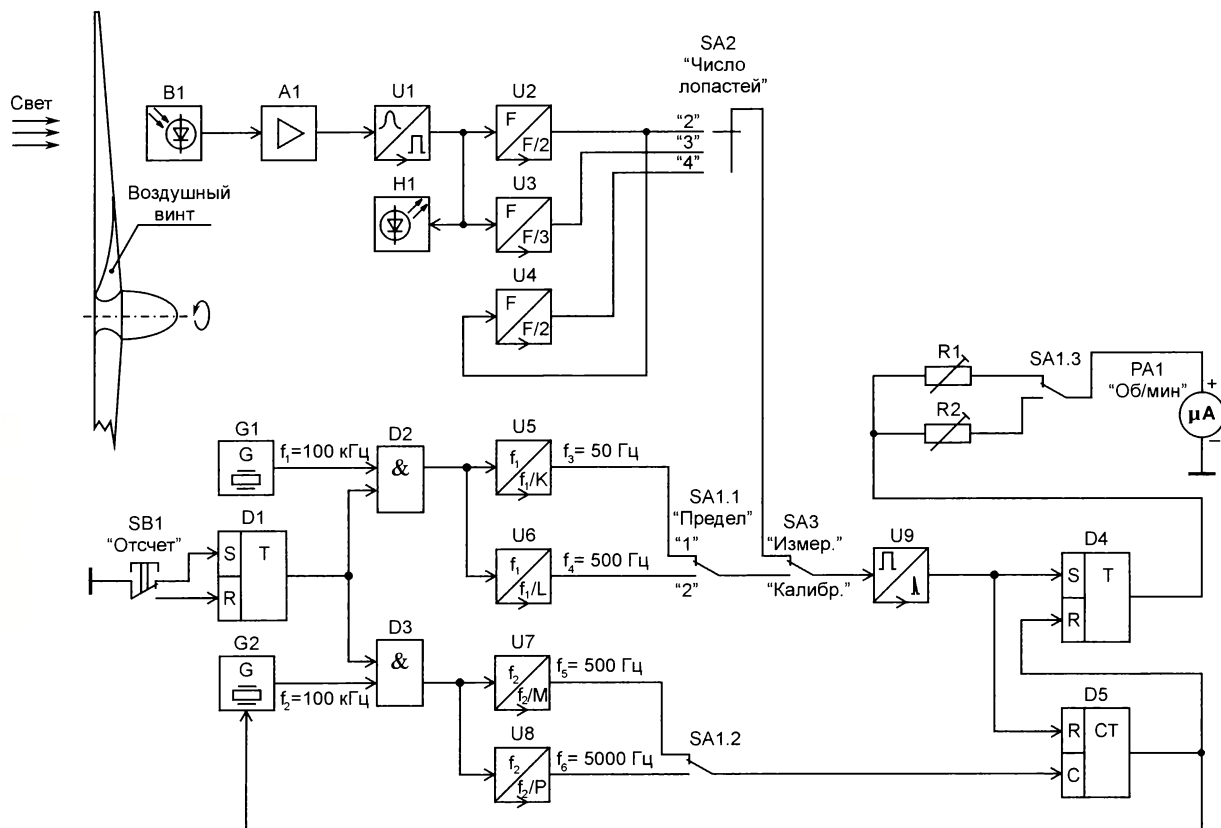 SA2
“Число
лопастей”
Свет
B1
A1
U1
U2
F
F/2
“2”
“3”
“4”
H1
U3
F
F/3
Воздушный
винт
U4
F
F/2
R1
SA1.3
PA1
“Об/мин”
+
μA
−
R2
G1
G
f1=100 кГц
D2
&
U5
f1
f1/K
f3= 50 Гц
SA1.1
“Предел”
“1”
“2”
SB1
“Отсчет”
D1
S
T
R
U6
f1
f1/L
f4= 500 Гц
SA3
“Измер.”
“Калибр.”
U9
D4
S
T
R
G2
G
f2=100 кГц
D3
&
U7
f2
f2/M
f5= 500 Гц
SA1.2
U8
f2
f2/P
f6= 5000 Гц
D5
R
CT
C